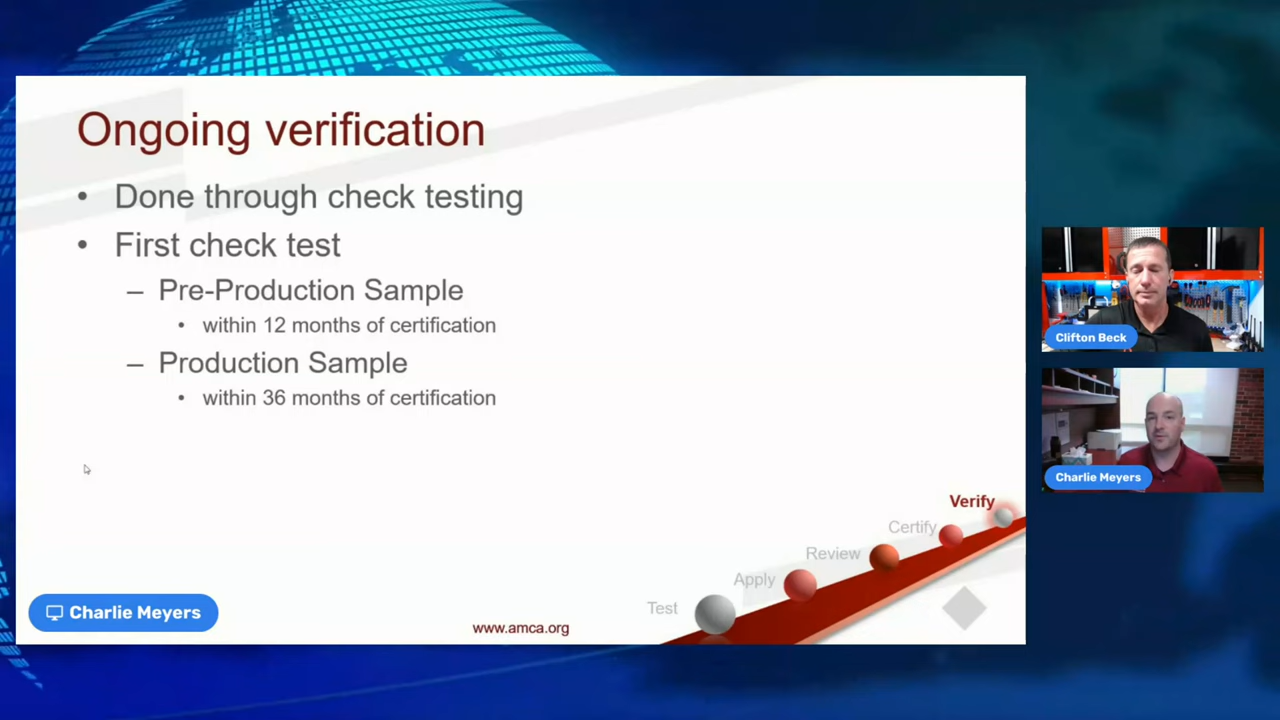 Ongoing verification
• Done through check testing
• First check test
– Pre-Production Sample
• within 12 months of certification
– Production Sample
• within 36 months of certification
Verify
Certify
Review
Apply
Test
www.amca.org
Charlie Meyers
Clifton Beck
Charlie Meyers